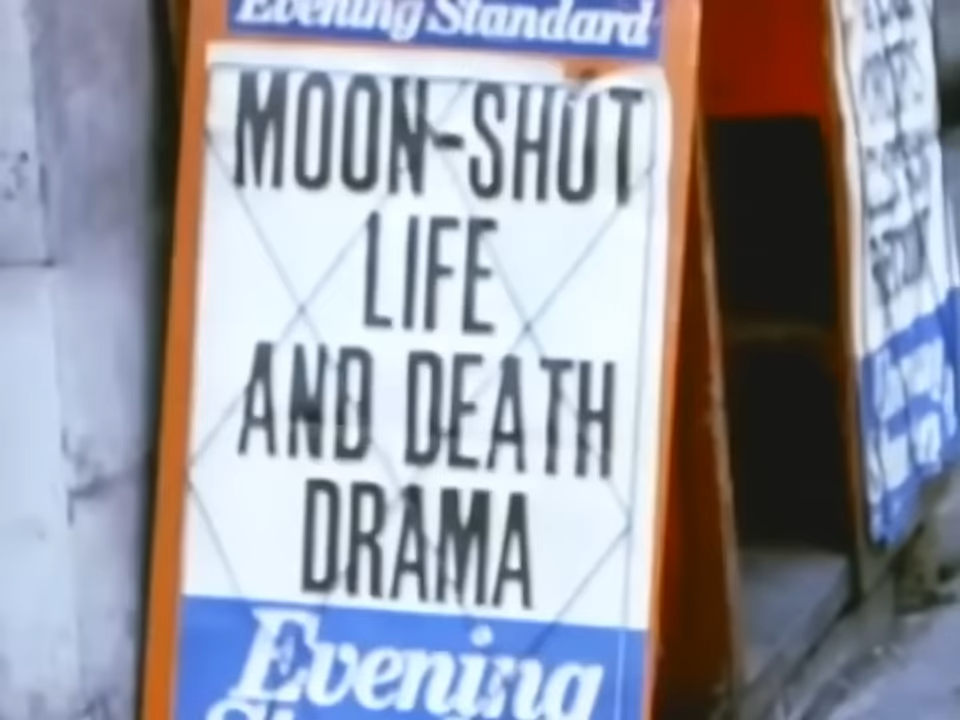 Evening Standard
MOON-SHOT
LIFE
AND DEATH
DRAMA
Evening